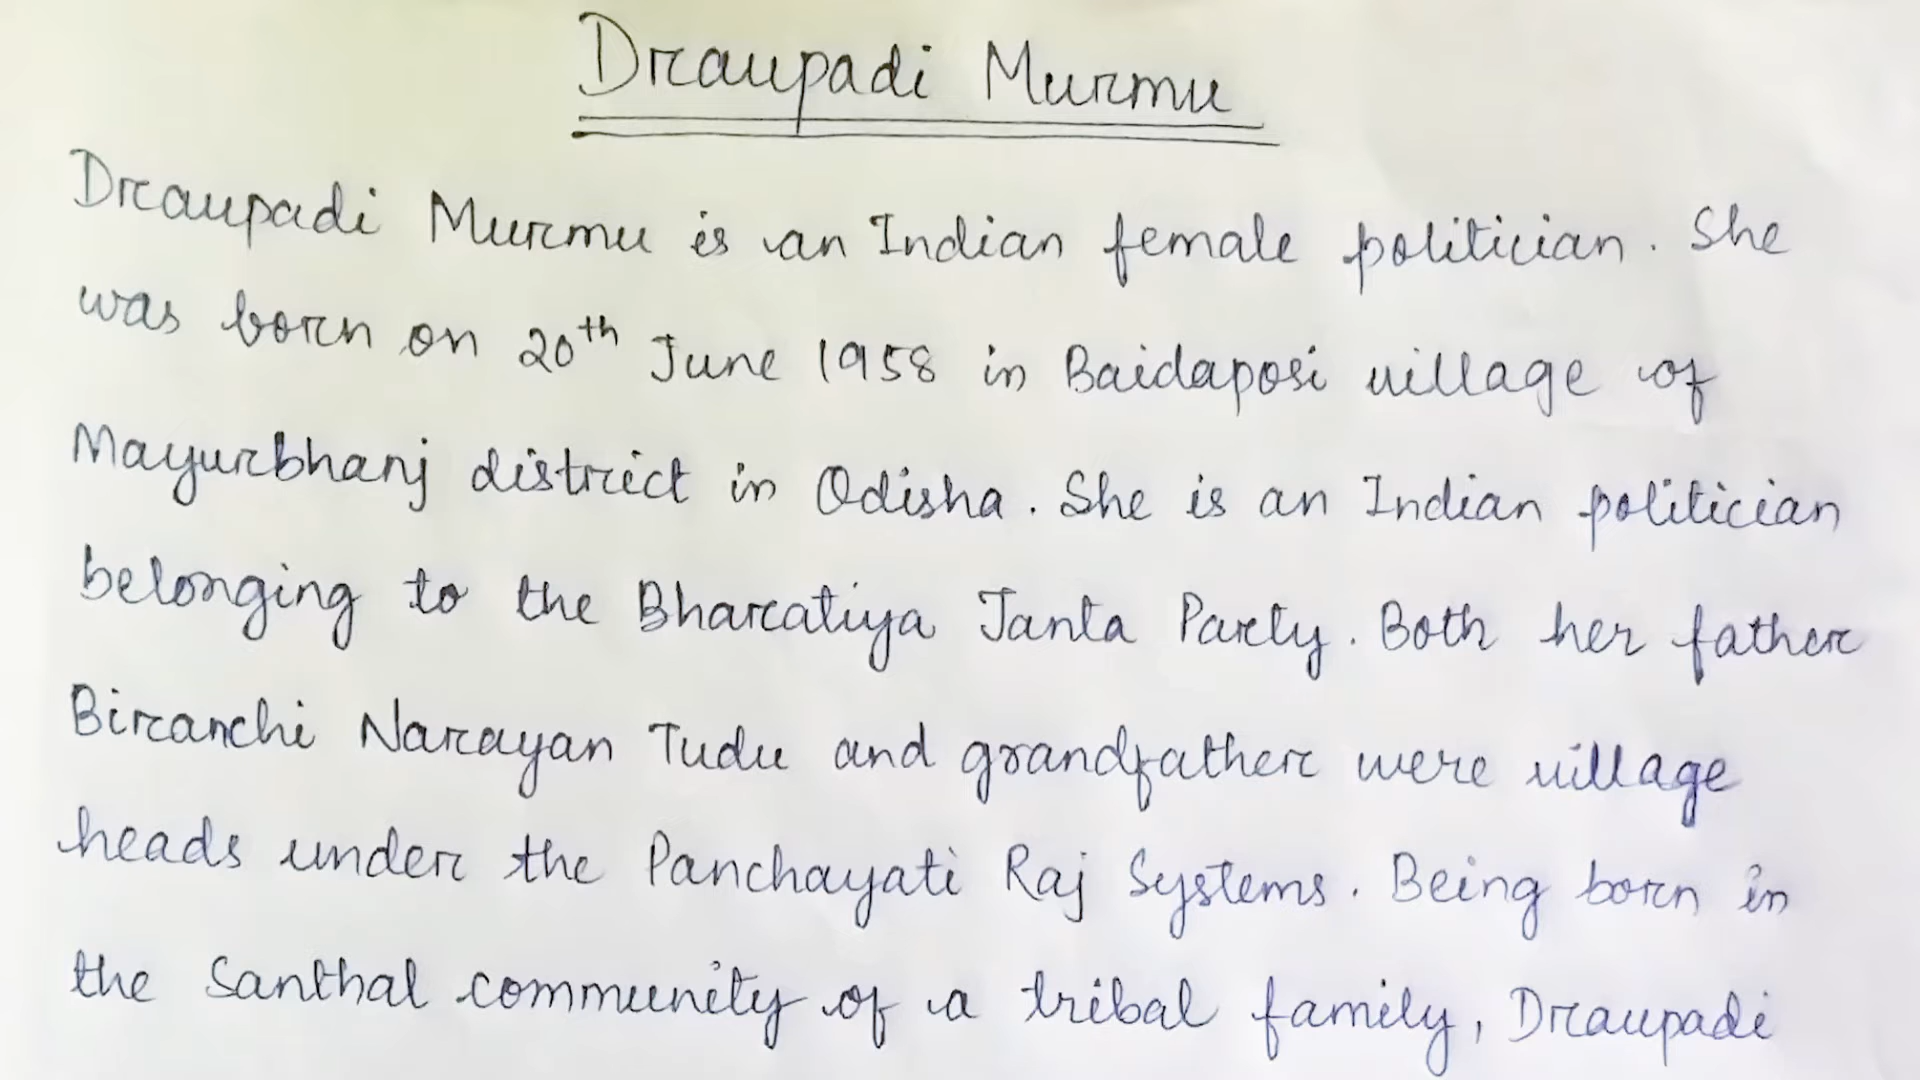 Draupadi Murmu
Draupadi Murmu is an Indian female politician. She
was born on 20th June 1958 in Baidaposi village of
Mayurbhanj district in Odisha. She is an Indian politician
belonging to the Bharatiya Janta Party. Both her father
Biranchi Narayan Tudu and grandfather were village
heads under the Panchayati Raj Systems. Being born in
the Santhal community of a tribal family, Draupadi